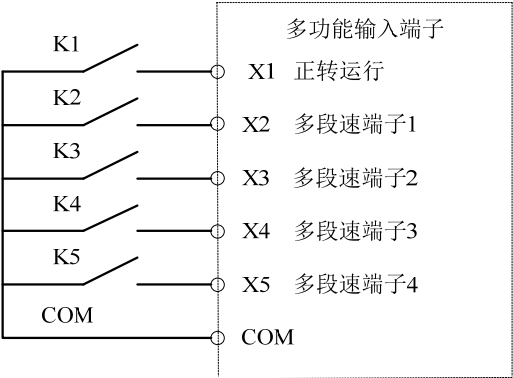 多功能输入端子
K1 X1 正转运行
K2 X2 多段速端子1
K3 X3 多段速端子2
K4 X4 多段速端子3
K5 X5 多段速端子4
COM COM